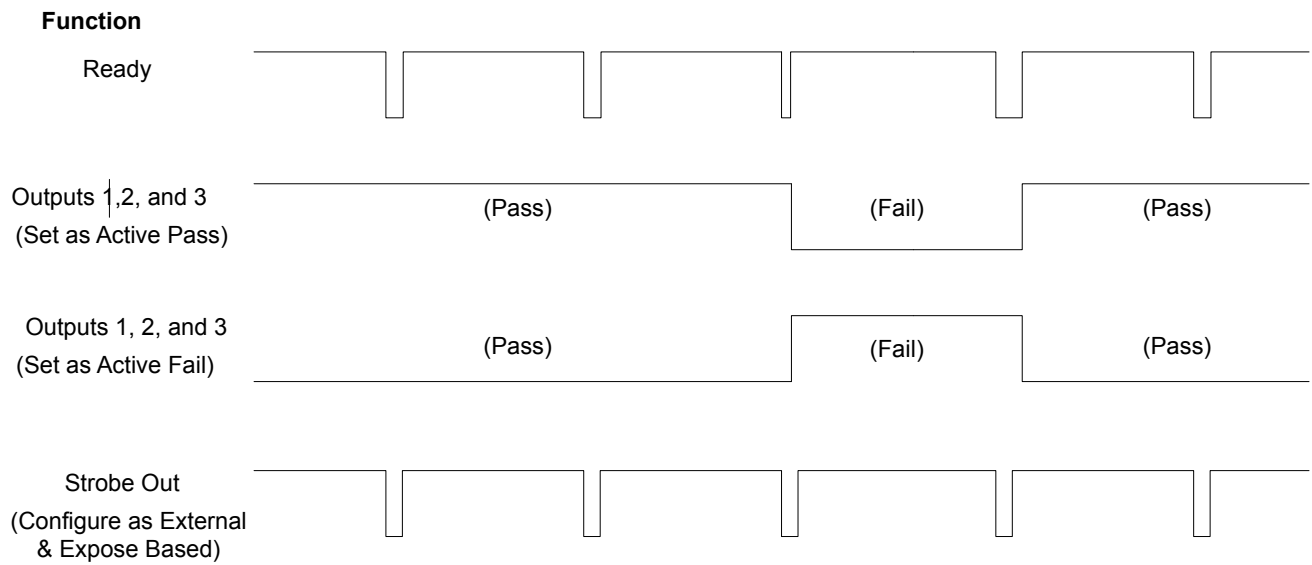 Function
Ready
Outputs 1,2, and 3
(Set as Active Pass)
(Pass)
(Fail)
(Pass)
Outputs 1, 2, and 3
(Set as Active Fail)
(Pass)
(Fail)
(Pass)
Strobe Out
(Configure as External
& Expose Based)